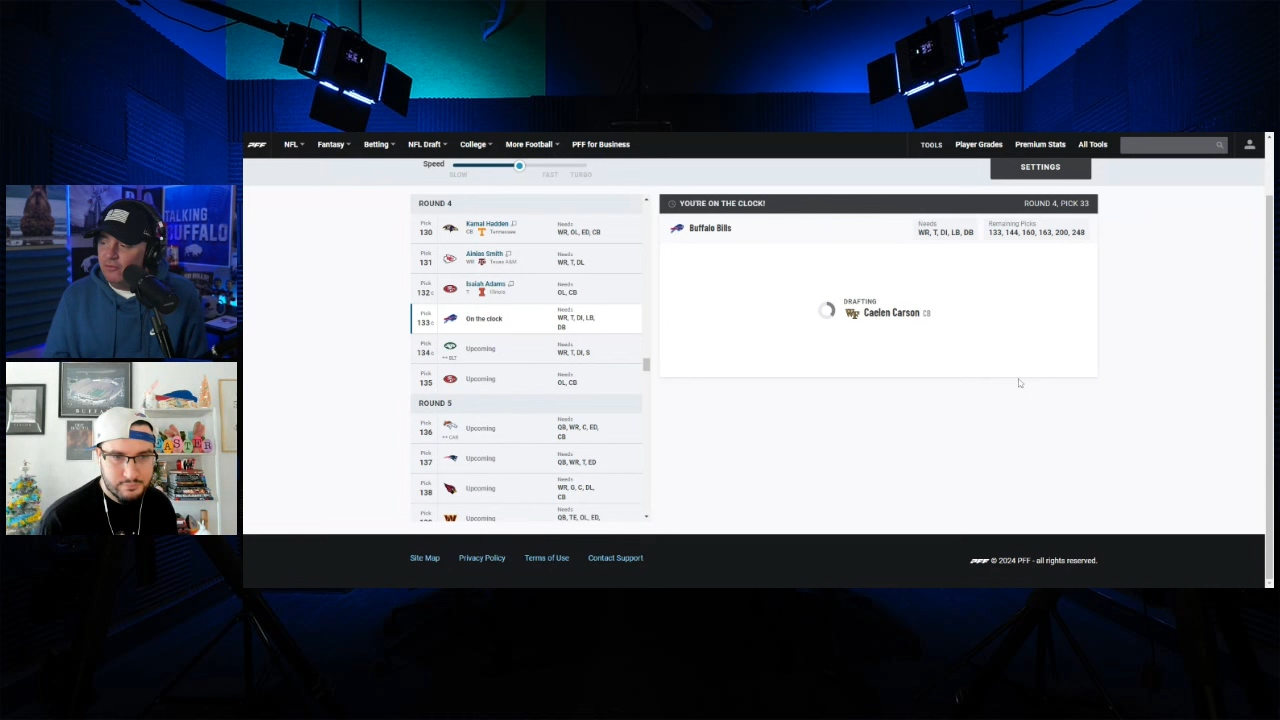 PFF NFL Fantasy Betting NFL Draft College More Football PFF for Business TOOLS Player Grades Premium Stats All Tools
Speed
SLOW FAST TURBO
SETTINGS
ROUND 4
Pick 130 Kamal Hadden CB Tennessee Needs WR, OL, ED, CB
Pick 131 Ainias Smith WR Texas A&M Needs WR, T, DL
Pick 132 Isaiah Adams T Illinois Needs OL, CB
Pick 133 On the clock Needs WR, T, DI, LB, DB
Pick 134 Upcoming Needs WR, T, DI, S
Pick 135 Upcoming Needs OL, CB
ROUND 5
Pick 136 Upcoming Needs QB, WR, C, ED, CB
Pick 137 Upcoming Needs QB, WR, T, ED
Pick 138 Upcoming Needs WR, G, C, DL, CB
Pick Upcoming Needs QB, TE, OL, ED,
YOU'RE ON THE CLOCK! ROUND 4, PICK 33
Buffalo Bills
Needs WR, T, DI, LB, DB
Remaining Picks 133, 144, 160, 163, 200, 248
DRAFTING
Caelen Carson CB
Site Map Privacy Policy Terms of Use Contact Support
PFF © 2024 PFF - all rights reserved.
TALKING
BUFFALO
EASTER